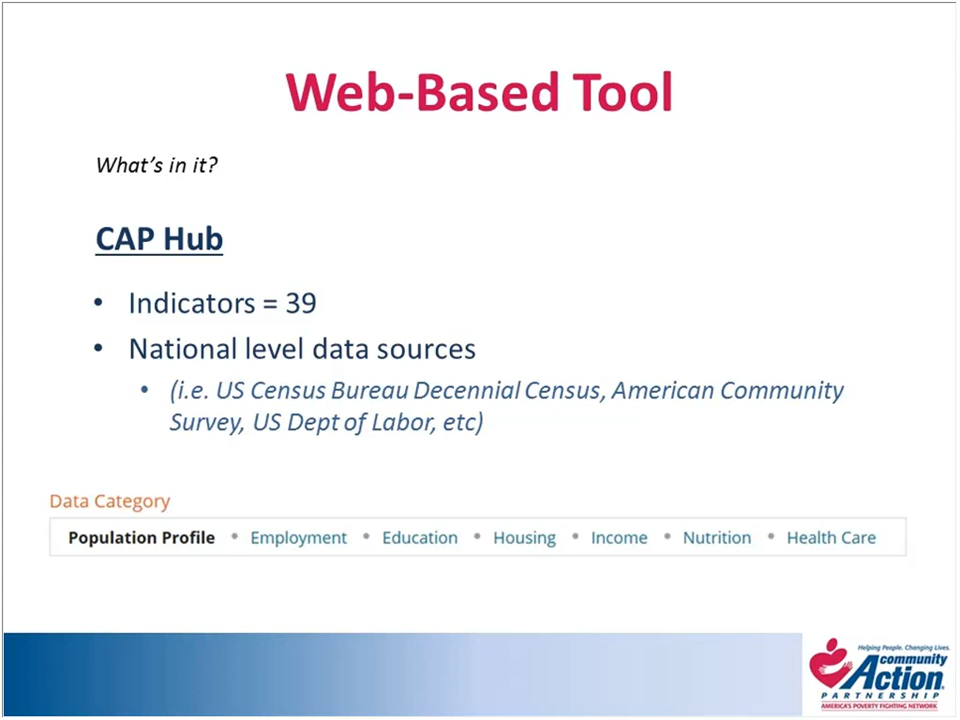 Web-Based Tool
What's in it?
CAP Hub
• Indicators = 39
• National level data sources
• (i.e. US Census Bureau Decennial Census, American Community
Survey, US Dept of Labor, etc)
Data Category
Population Profile • Employment • Education • Housing • Income • Nutrition • Health Care
Helping People. Changing Lives.
community
Action
PARTNERSHIP
AMERICA'S POVERTY FIGHTING NETWORK